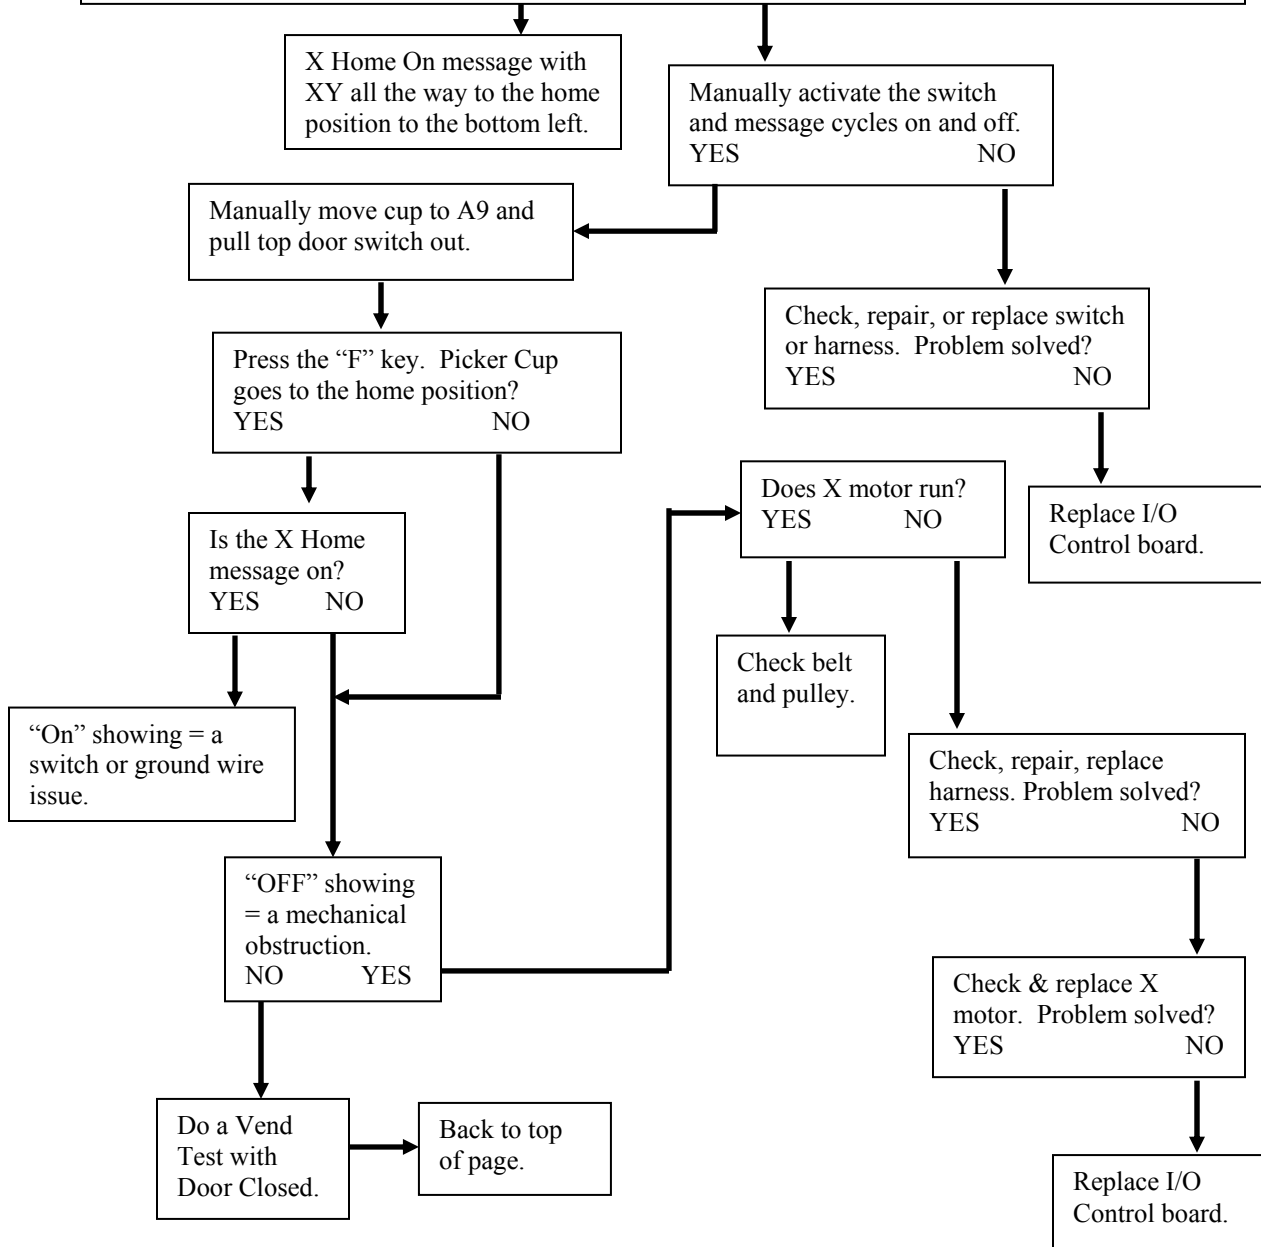 X Home On message with
XY all the way to the home
position to the bottom left.
Manually activate the switch
and message cycles on and off.
YES NO
Manually move cup to A9 and
pull top door switch out.
Check, repair, or replace switch
or harness.  Problem solved?
YES NO
Press the “F” key.  Picker Cup
goes to the home position?
YES NO
Does X motor run?
YES NO
Replace I/O
Control board.
Is the X Home
message on?
YES NO
Check belt
and pulley.
“On” showing = a
switch or ground wire
issue.
Check, repair, replace
harness. Problem solved?
YES NO
“OFF” showing
= a mechanical
obstruction.
NO YES
Check & replace X
motor.  Problem solved?
YES NO
Do a Vend
Test with
Door Closed.
Back to top
of page.
Replace I/O
Control board.